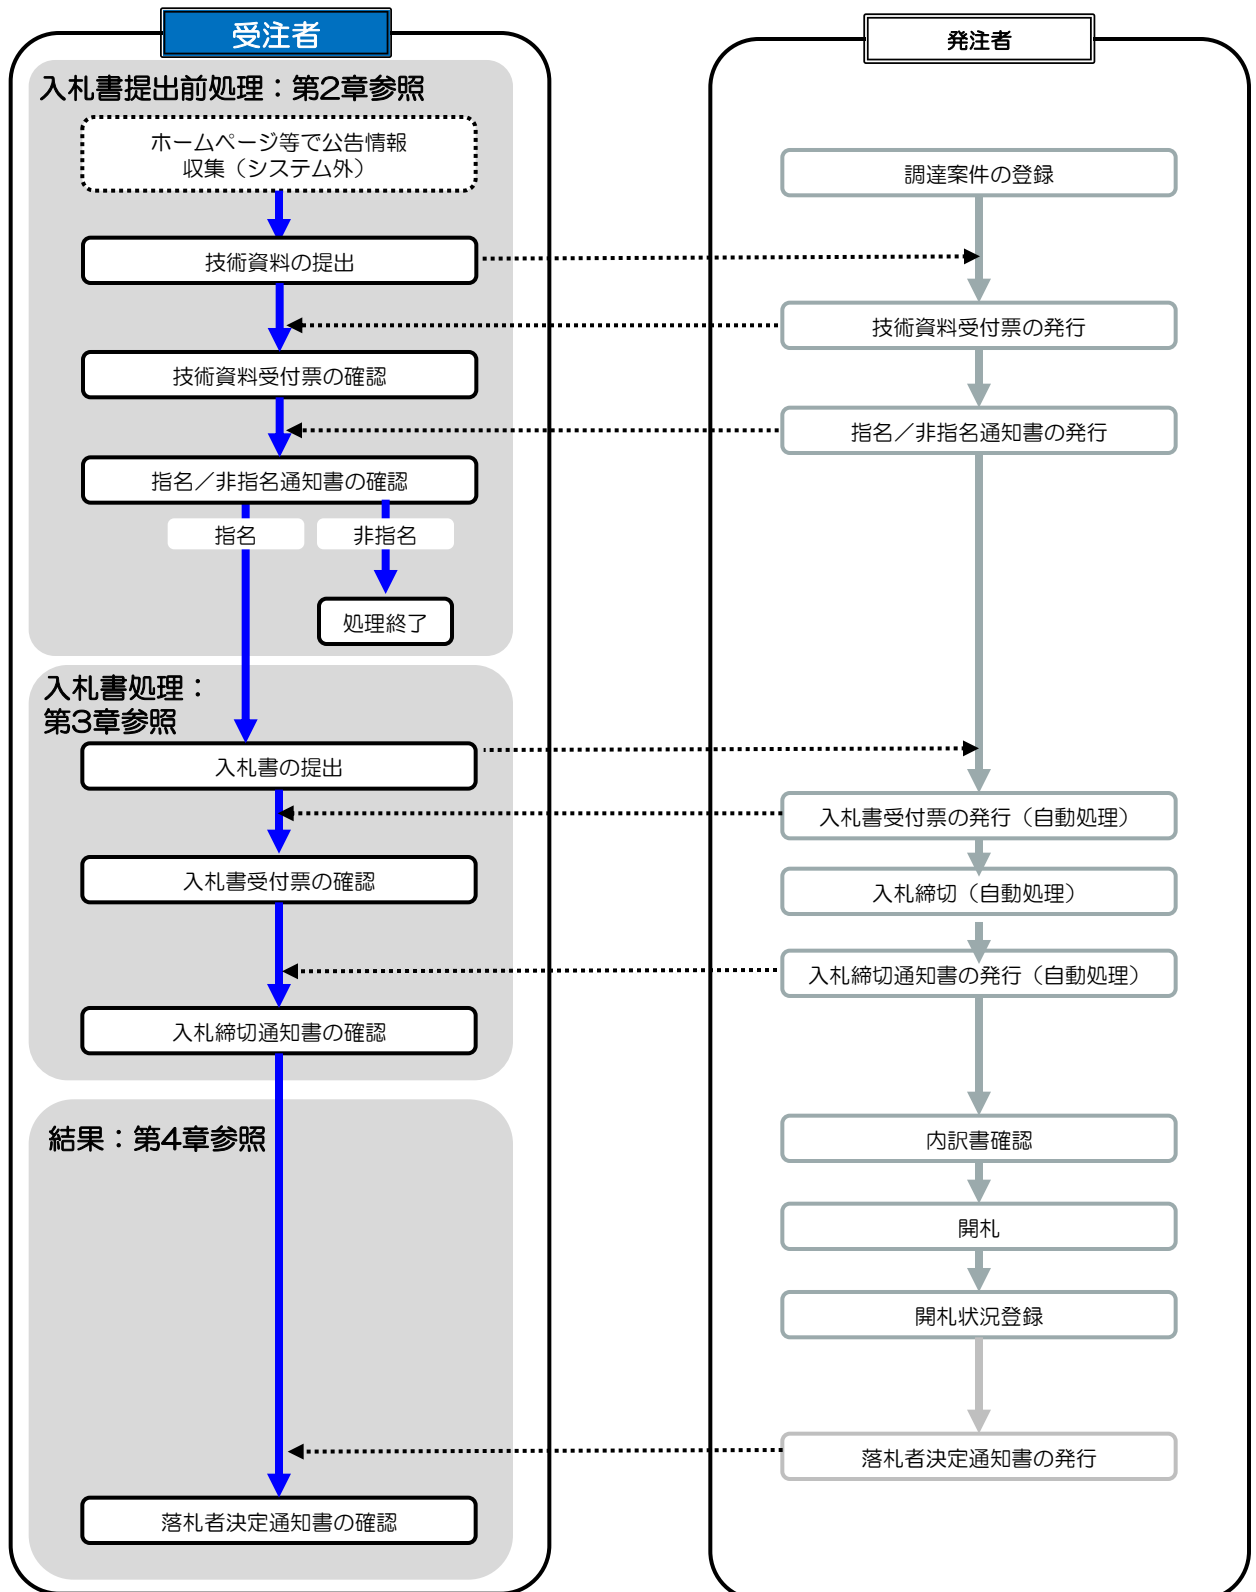 受注者
入札書提出前処理：第2章参照
ホームページ等で公告情報
収集（システム外）
技術資料の提出
技術資料受付票の確認
指名／非指名通知書の確認
指名
非指名
処理終了
入札書処理：
第3章参照
入札書の提出
入札書受付票の確認
入札締切通知書の確認
結果：第4章参照
落札者決定通知書の確認
発注者
調達案件の登録
技術資料受付票の発行
指名／非指名通知書の発行
入札書受付票の発行（自動処理）
入札締切（自動処理）
入札締切通知書の発行（自動処理）
内訳書確認
開札
開札状況登録
落札者決定通知書の発行